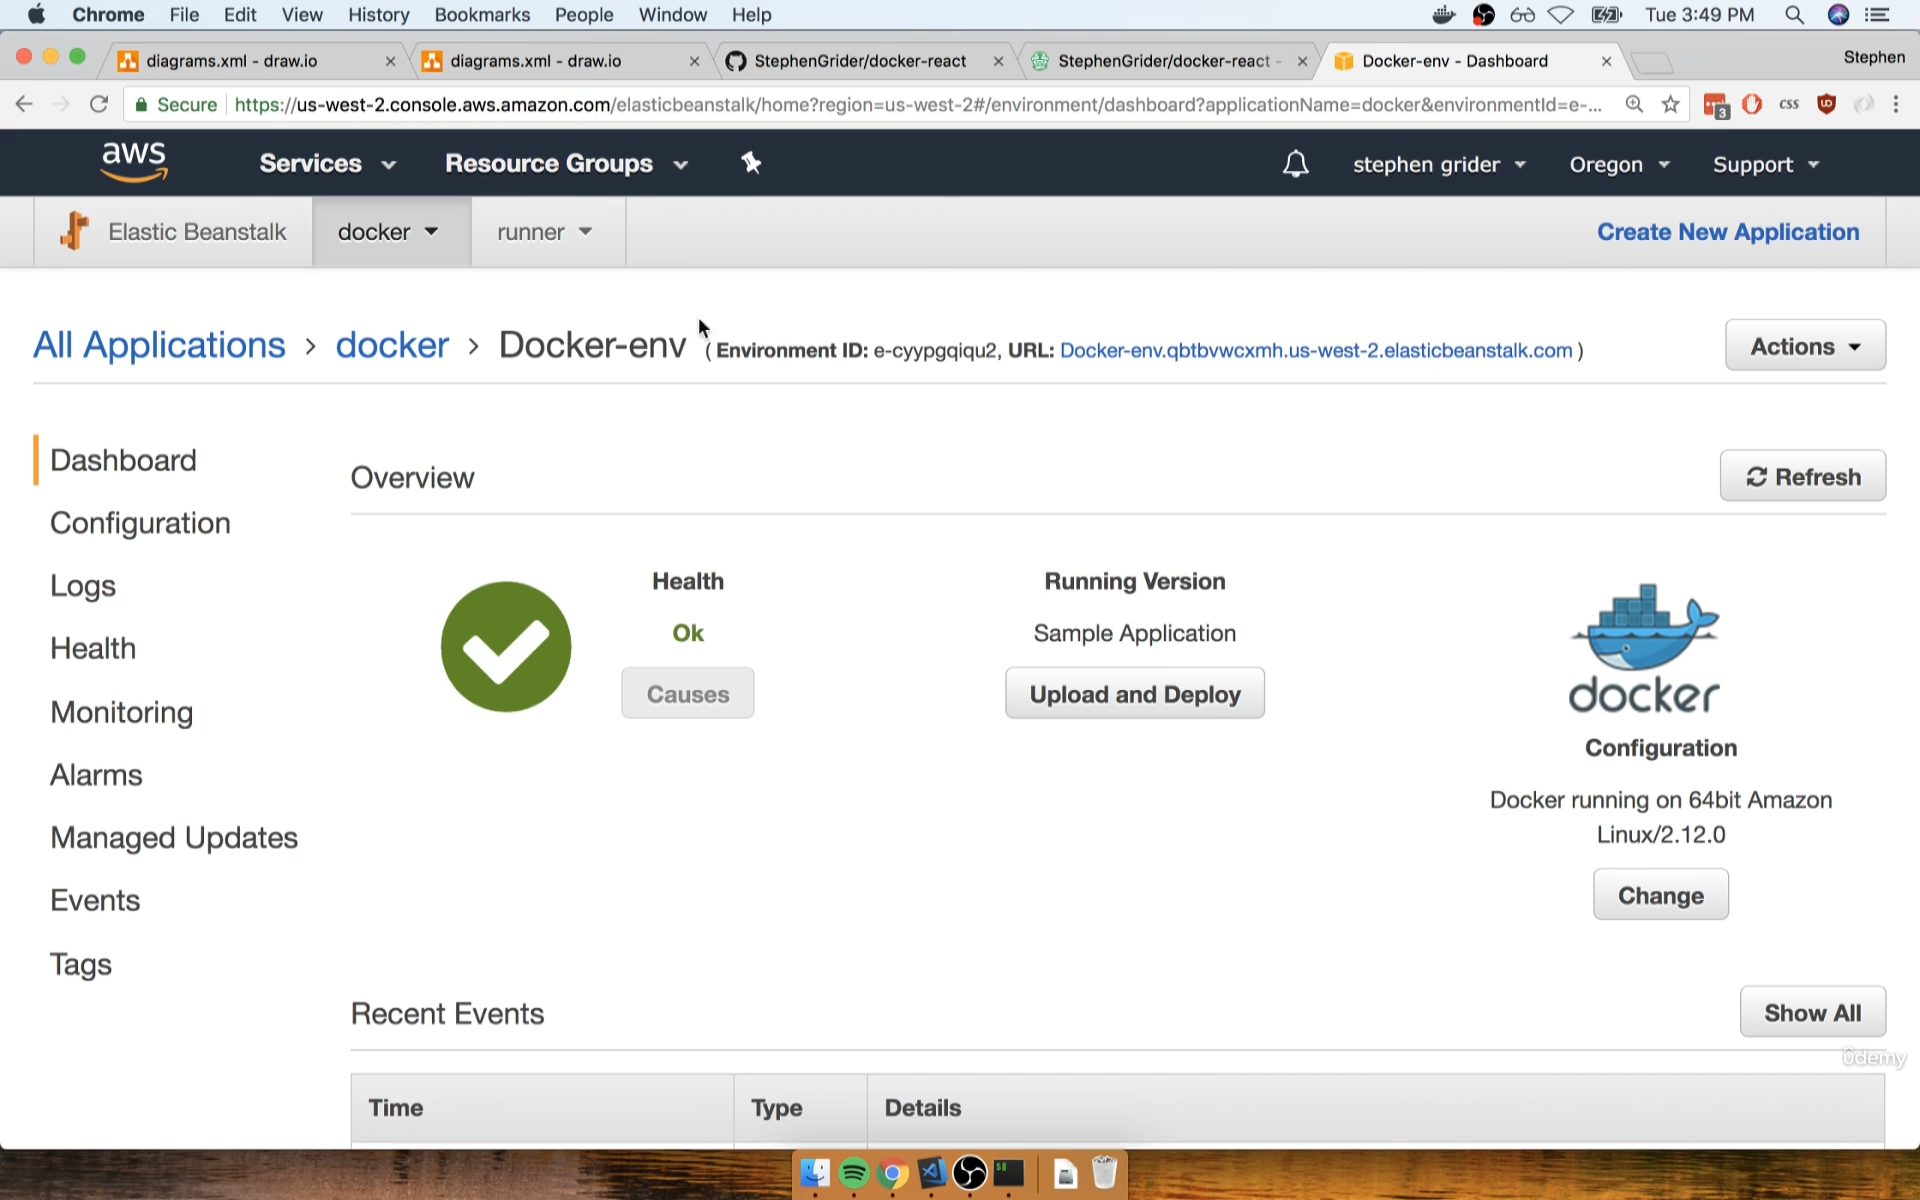 Chrome File Edit View History Bookmarks People Window Help Tue 3:49 PM
diagrams.xml - draw.io diagrams.xml - draw.io StephenGrider/docker-react StephenGrider/docker-react - Docker-env - Dashboard Stephen
Secure https://us-west-2.console.aws.amazon.com/elasticbeanstalk/home?region=us-west-2#/environment/dashboard?applicationName=docker&environmentId=e-... 3 CSS
aws Services Resource Groups stephen grider Oregon Support
Elastic Beanstalk docker runner Create New Application
All Applications > docker > Docker-env ( Environment ID: e-cyypgqiqu2, URL: Docker-env.qbtbvwcxmh.us-west-2.elasticbeanstalk.com ) Actions
Dashboard
Configuration
Logs
Health
Monitoring
Alarms
Managed Updates
Events
Tags
Overview Refresh
Health
Ok
Causes
Running Version
Sample Application
Upload and Deploy
docker
Configuration
Docker running on 64bit Amazon
Linux/2.12.0
Change
Recent Events Show All
Time Type Details
ûdemy